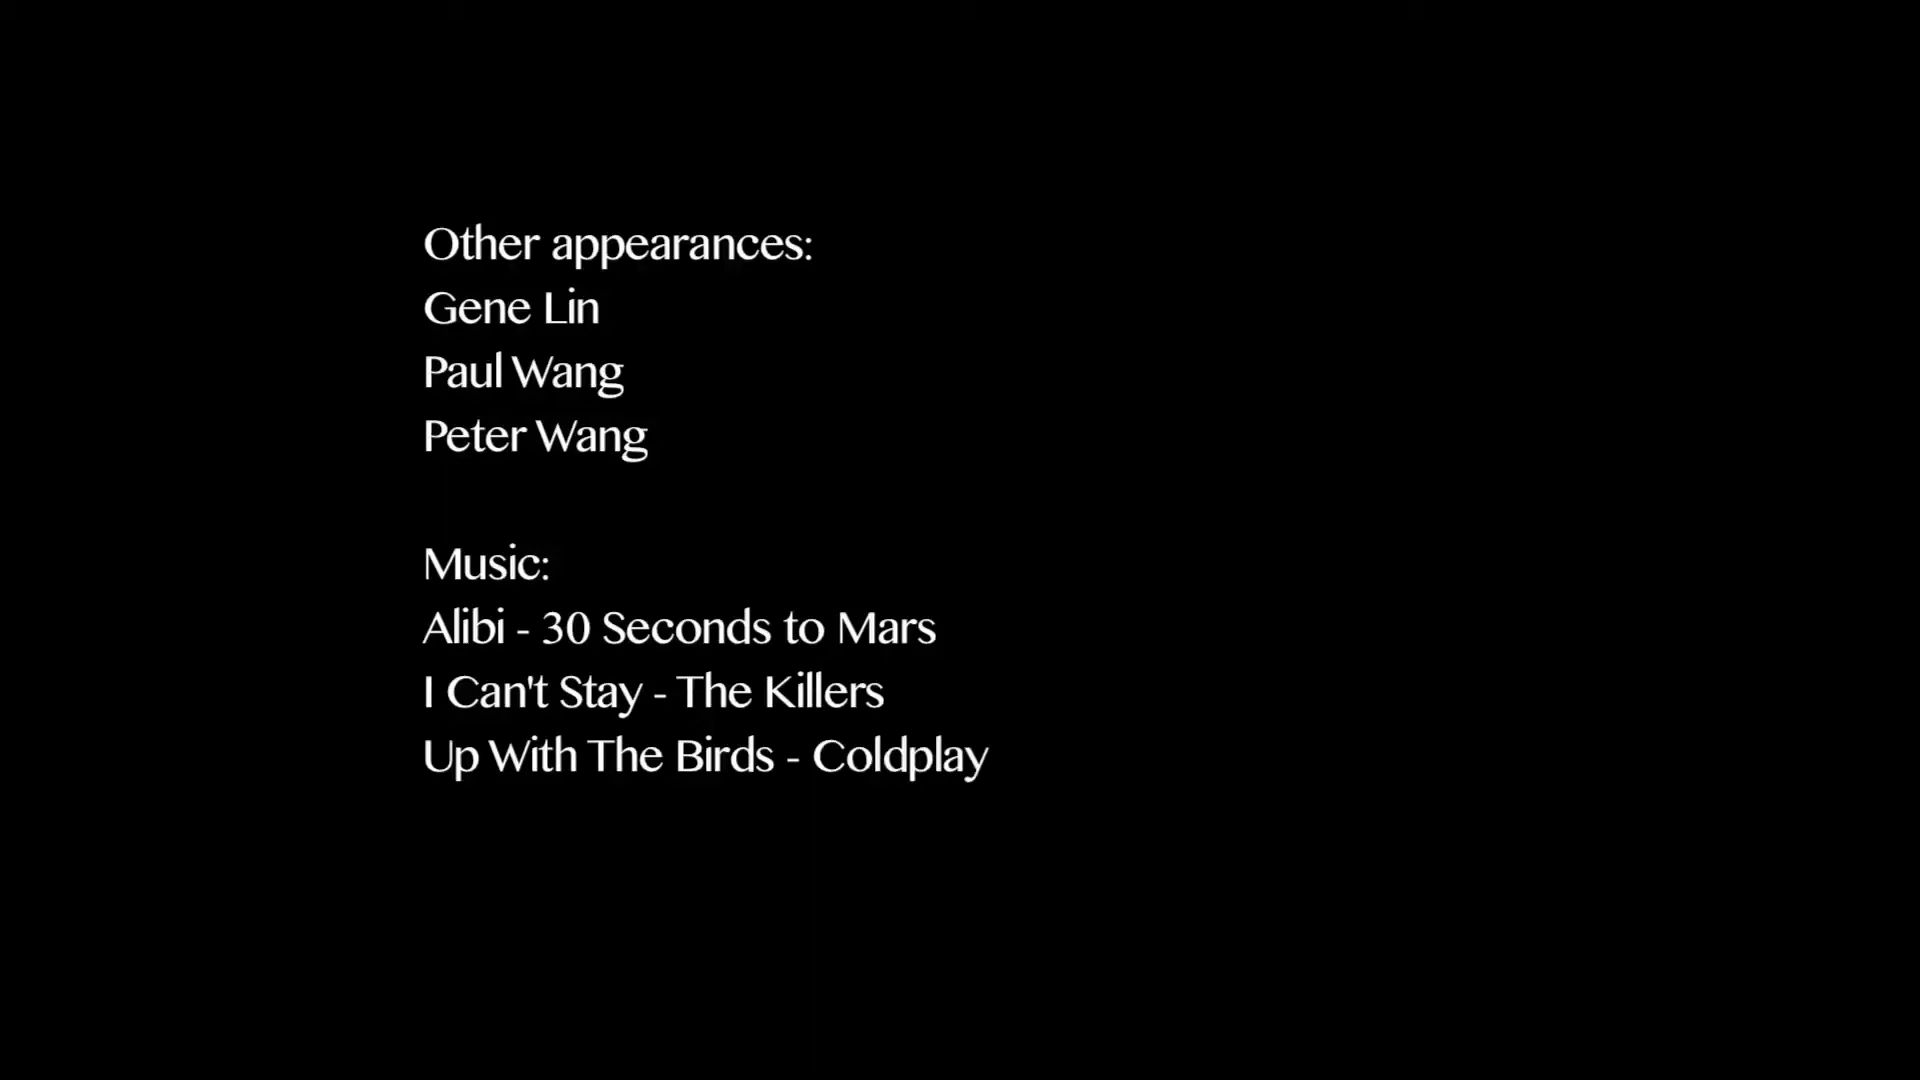 Other appearances:
Gene Lin
Paul Wang
Peter Wang
Music:
Alibi - 30 Seconds to Mars
I Can't Stay - The Killers
Up With The Birds - Coldplay